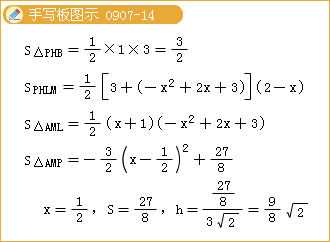 手写板图示 0907-14
S△PHB = 1/2 × 1 × 3 = 3/2
SPHLM = 1/2 [3 + (-x² + 2x + 3)] (2 - x)
S△AML = 1/2 (x + 1) (-x² + 2x + 3)
S△AMP = -3/2 (x - 1/2)² + 27/8
x = 1/2, S = 27/8, h = (27/8)/(3√2) = 9/8 √2